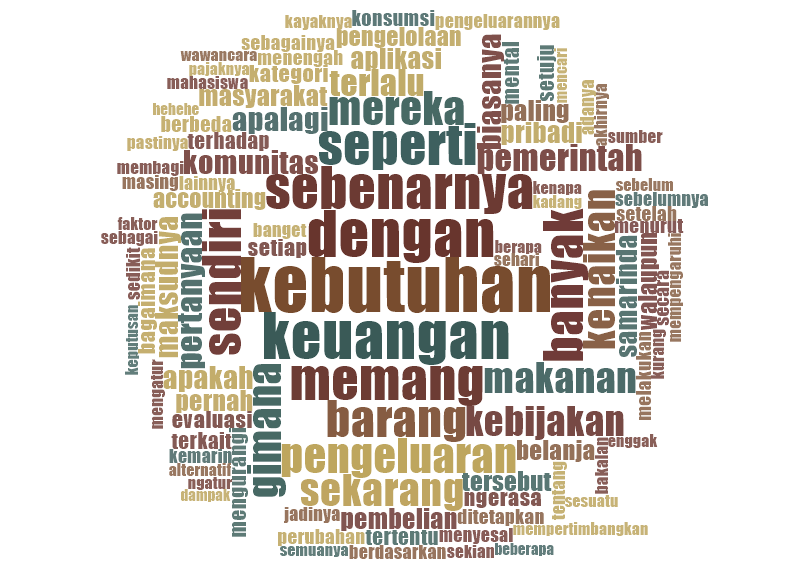 kayaknya konsumsi pengeluarannya
sebagainya pengelolaan
wawancara menengah aplikasi
pajaknya kategori terlalu
mahasiswa masyarakat mereka
biasanya mental setuju mencari
adanya akhirnya
hehehe berbeda apalagi seperti
paling pribadi sumber
pastinya terhadap
membagi komunitas pemerintah
masing lainnya sebenarnya kenapa sebelum
accounting kadang sebelumnya
setelah menurut
faktor sebagai banget dengan berapa
setiap sehari
sendiri pertanyaan maksudnya bagaimana sedikit keputusan
banyak kenaikan samarinda walaupun secara mempengaruhi
kebutuhan
keuangan
melakukan kurang
mengatur apakah memang makanan
pernah gimana barang kebijakan
evaluasi
terkait mengurangi pengeluaran belanja enggak
kemarin bakalan
alternatif tersebut tentang
ngatur sekarang ngerasa sesuatu
dampak
jadinya pembelian ditetapkan
perubahan tertentu menyesal mempertimbangkan
semuanya berdasarkan sekian beberapa